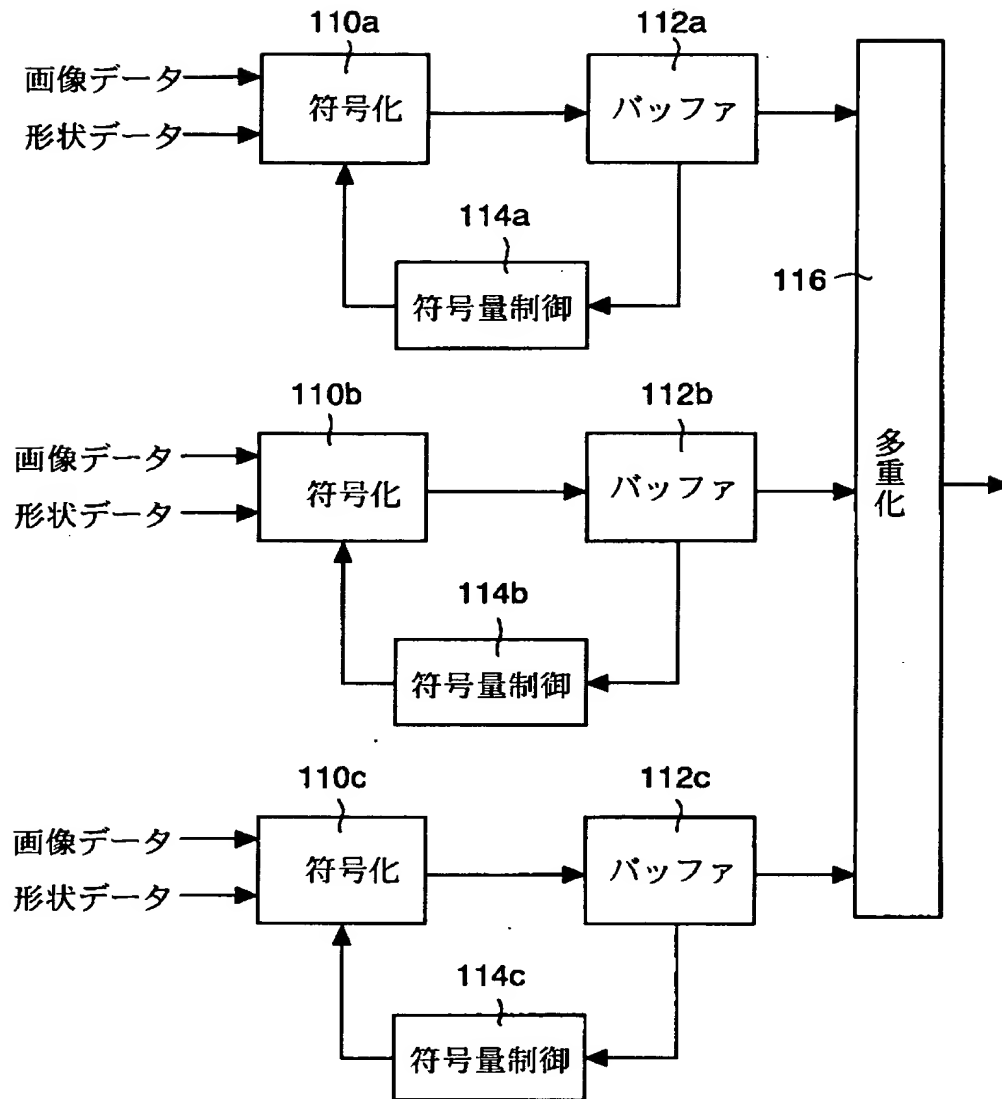 110a
112a
画像データ
形状データ
符号化
バッファ
114a
符号量制御
116
110b
112b
画像データ
形状データ
符号化
バッファ
多重化
114b
符号量制御
110c
112c
画像データ
形状データ
符号化
バッファ
114c
符号量制御